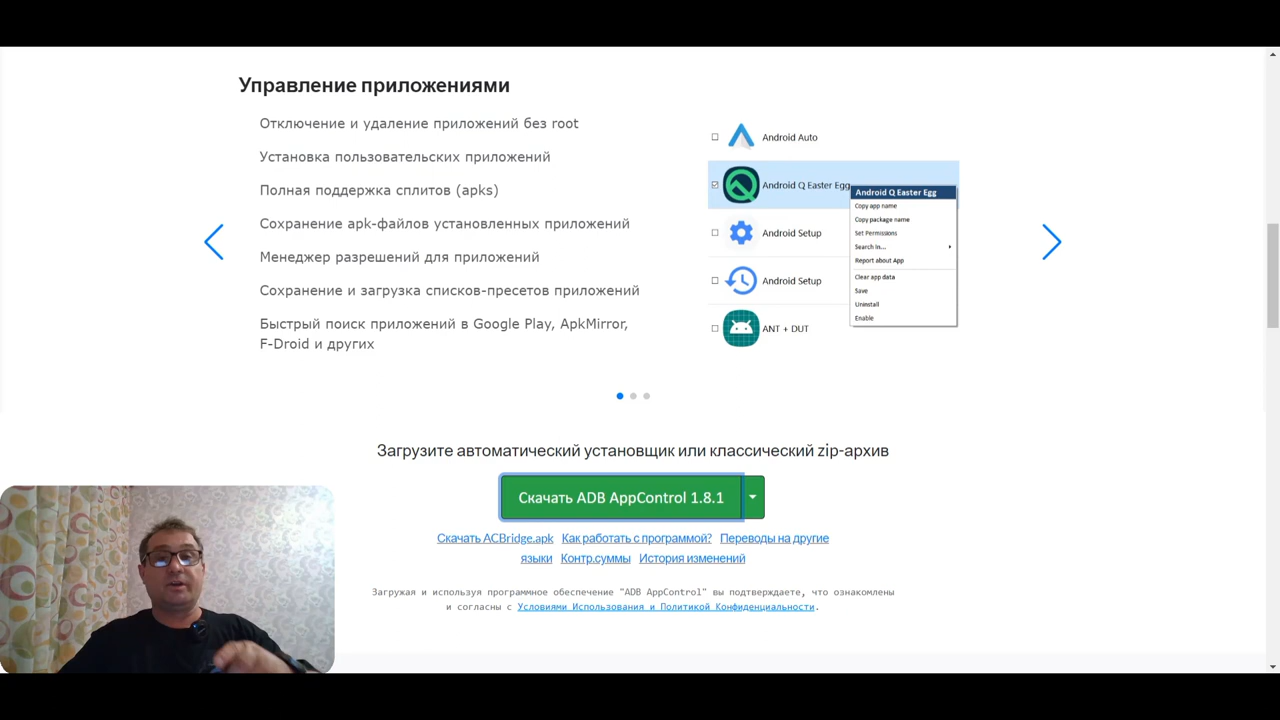 Управление приложениями
Отключение и удаление приложений без root
Установка пользовательских приложений
Полная поддержка сплитов (apks)
Сохранение apk-файлов установленных приложений
Менеджер разрешений для приложений
Сохранение и загрузка списков-пресетов приложений
Быстрый поиск приложений в Google Play, ApkMirror,
F-Droid и других
Android Auto
Android Q Easter Egg
Android Setup
Android Setup
ANT + DUT
Android Q Easter Egg
Copy app name
Copy package name
Set Permissions
Search in...
Report about App
Clear app data
Save
Uninstall
Enable
Загрузите автоматический установщик или классический zip-архив
Скачать ADB AppControl 1.8.1
Скачать ACBridge.apk Как работать с программой? Переводы на другие
языки Контр.суммы История изменений
Загружая и используя программное обеспечение "ADB AppControl" вы подтверждаете, что ознакомлены
и согласны с Условиями Использования и Политикой Конфиденциальности.